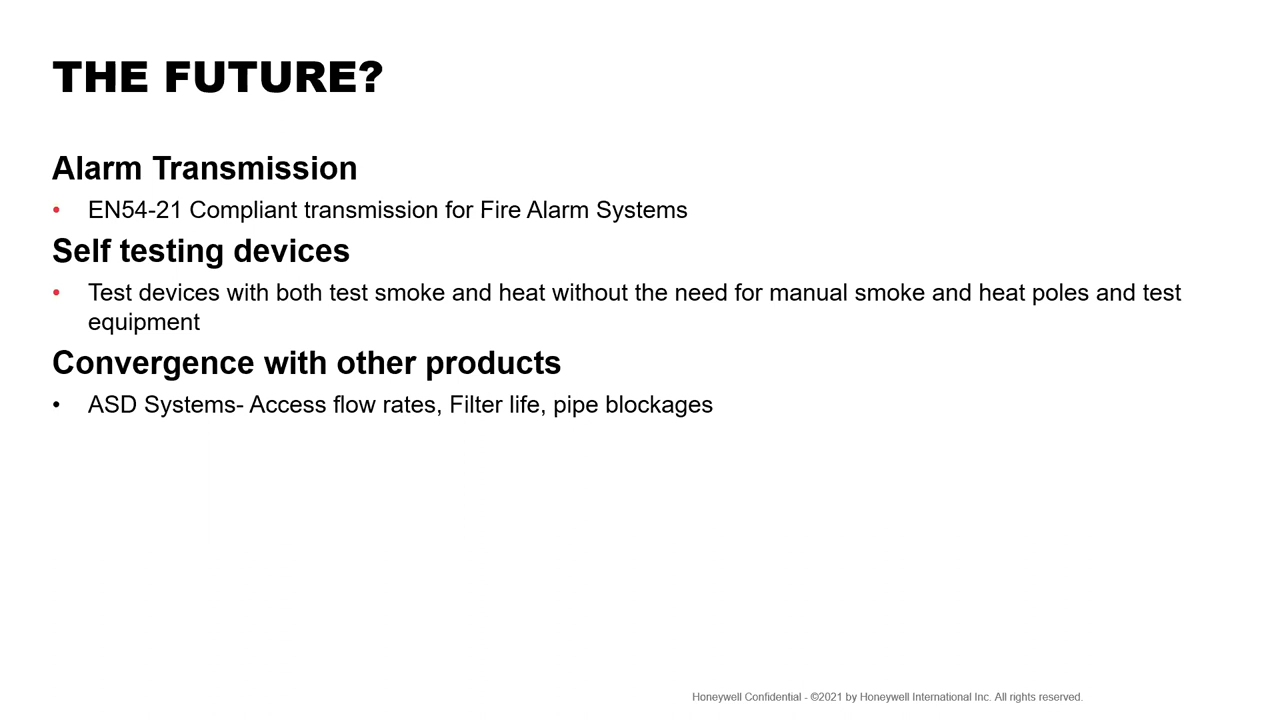 THE FUTURE?
Alarm Transmission
• EN54-21 Compliant transmission for Fire Alarm Systems
Self testing devices
• Test devices with both test smoke and heat without the need for manual smoke and heat poles and test
equipment
Convergence with other products
• ASD Systems- Access flow rates, Filter life, pipe blockages
Honeywell Confidential - ©2021 by Honeywell International Inc. All rights reserved.